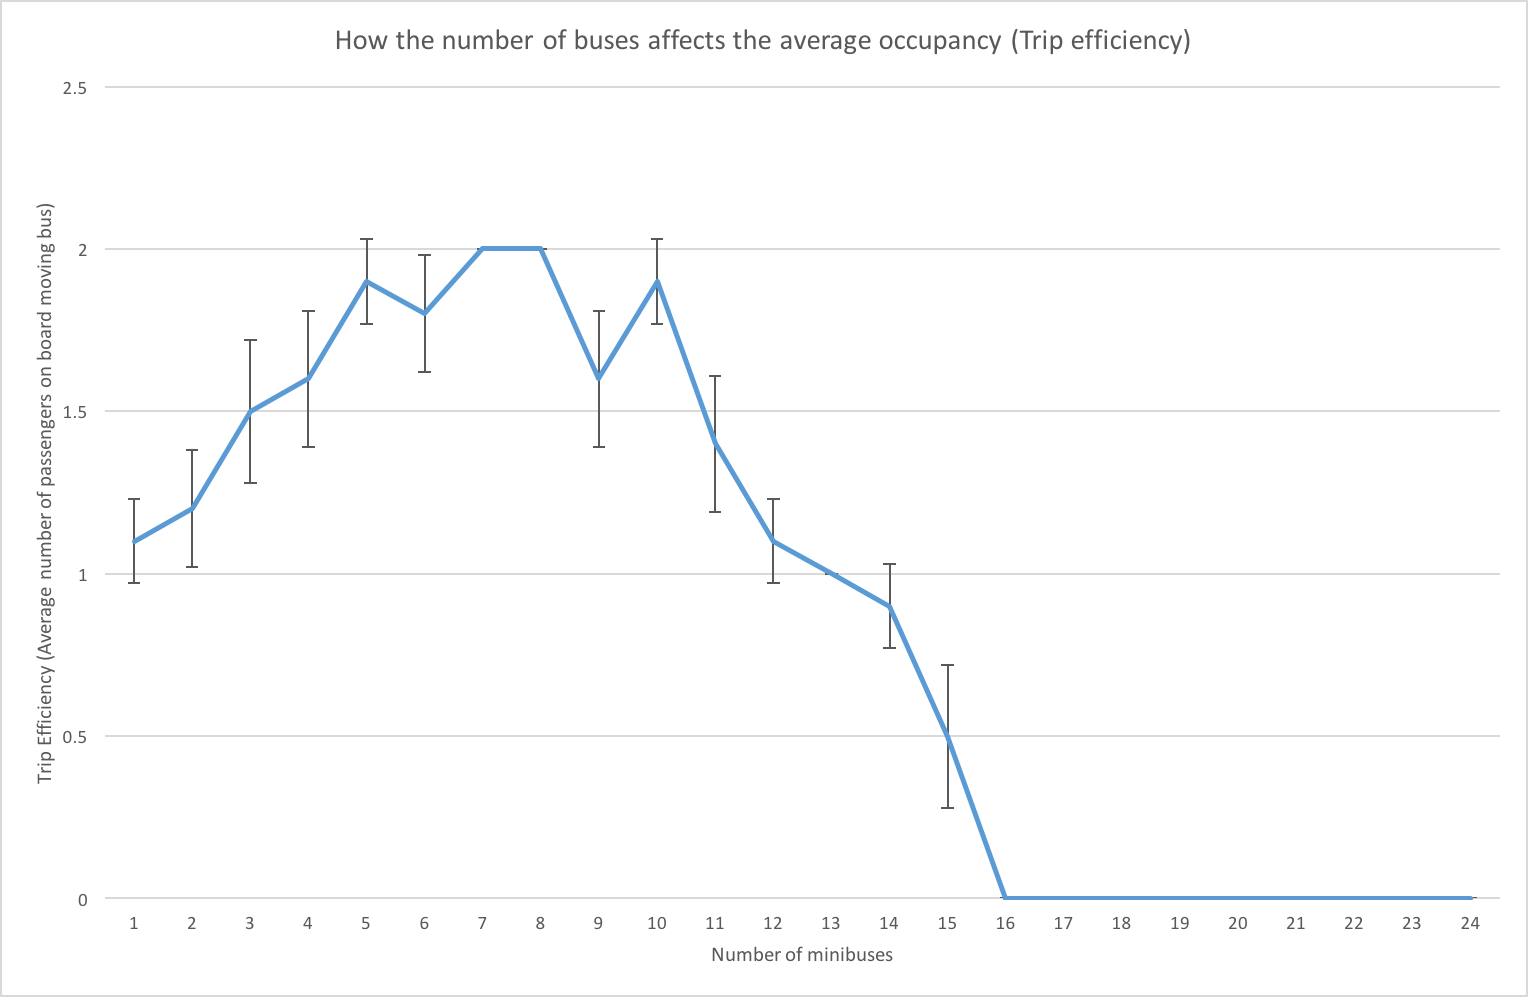 How the number of buses affects the average occupancy (Trip efficiency)
Trip Efficiency (Average number of passengers on board moving bus)
2.5
2
1.5
1
0.5
0
1 2 3 4 5 6 7 8 9 10 11 12 13 14 15 16 17 18 19 20 21 22 23 24
Number of minibuses